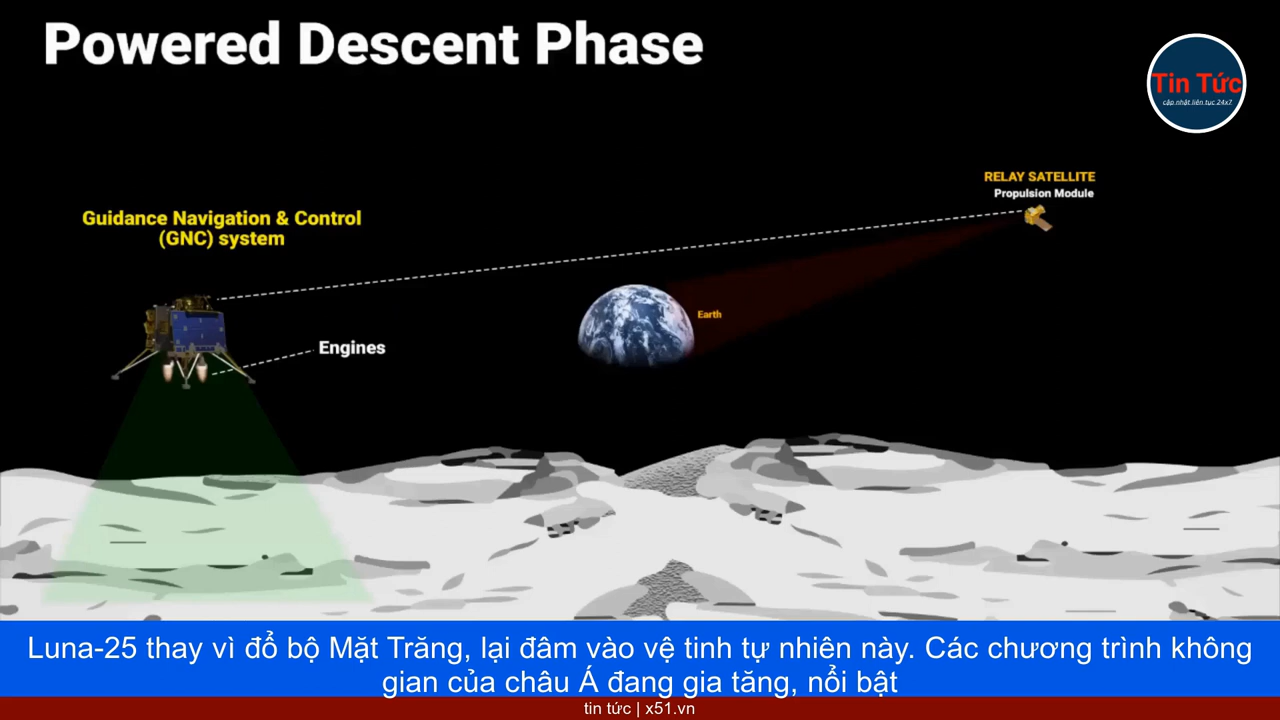 Powered Descent Phase
Tin Tức
cập.nhật.liên.tục.24x7
RELAY SATELLITE
Propulsion Module
Guidance Navigation & Control
(GNC) system
Earth
Engines
Luna-25 thay vì đổ bộ Mặt Trăng, lại đâm vào vệ tinh tự nhiên này. Các chương trình không
gian của châu Á đang gia tăng, nổi bật
tin tức | x51.vn